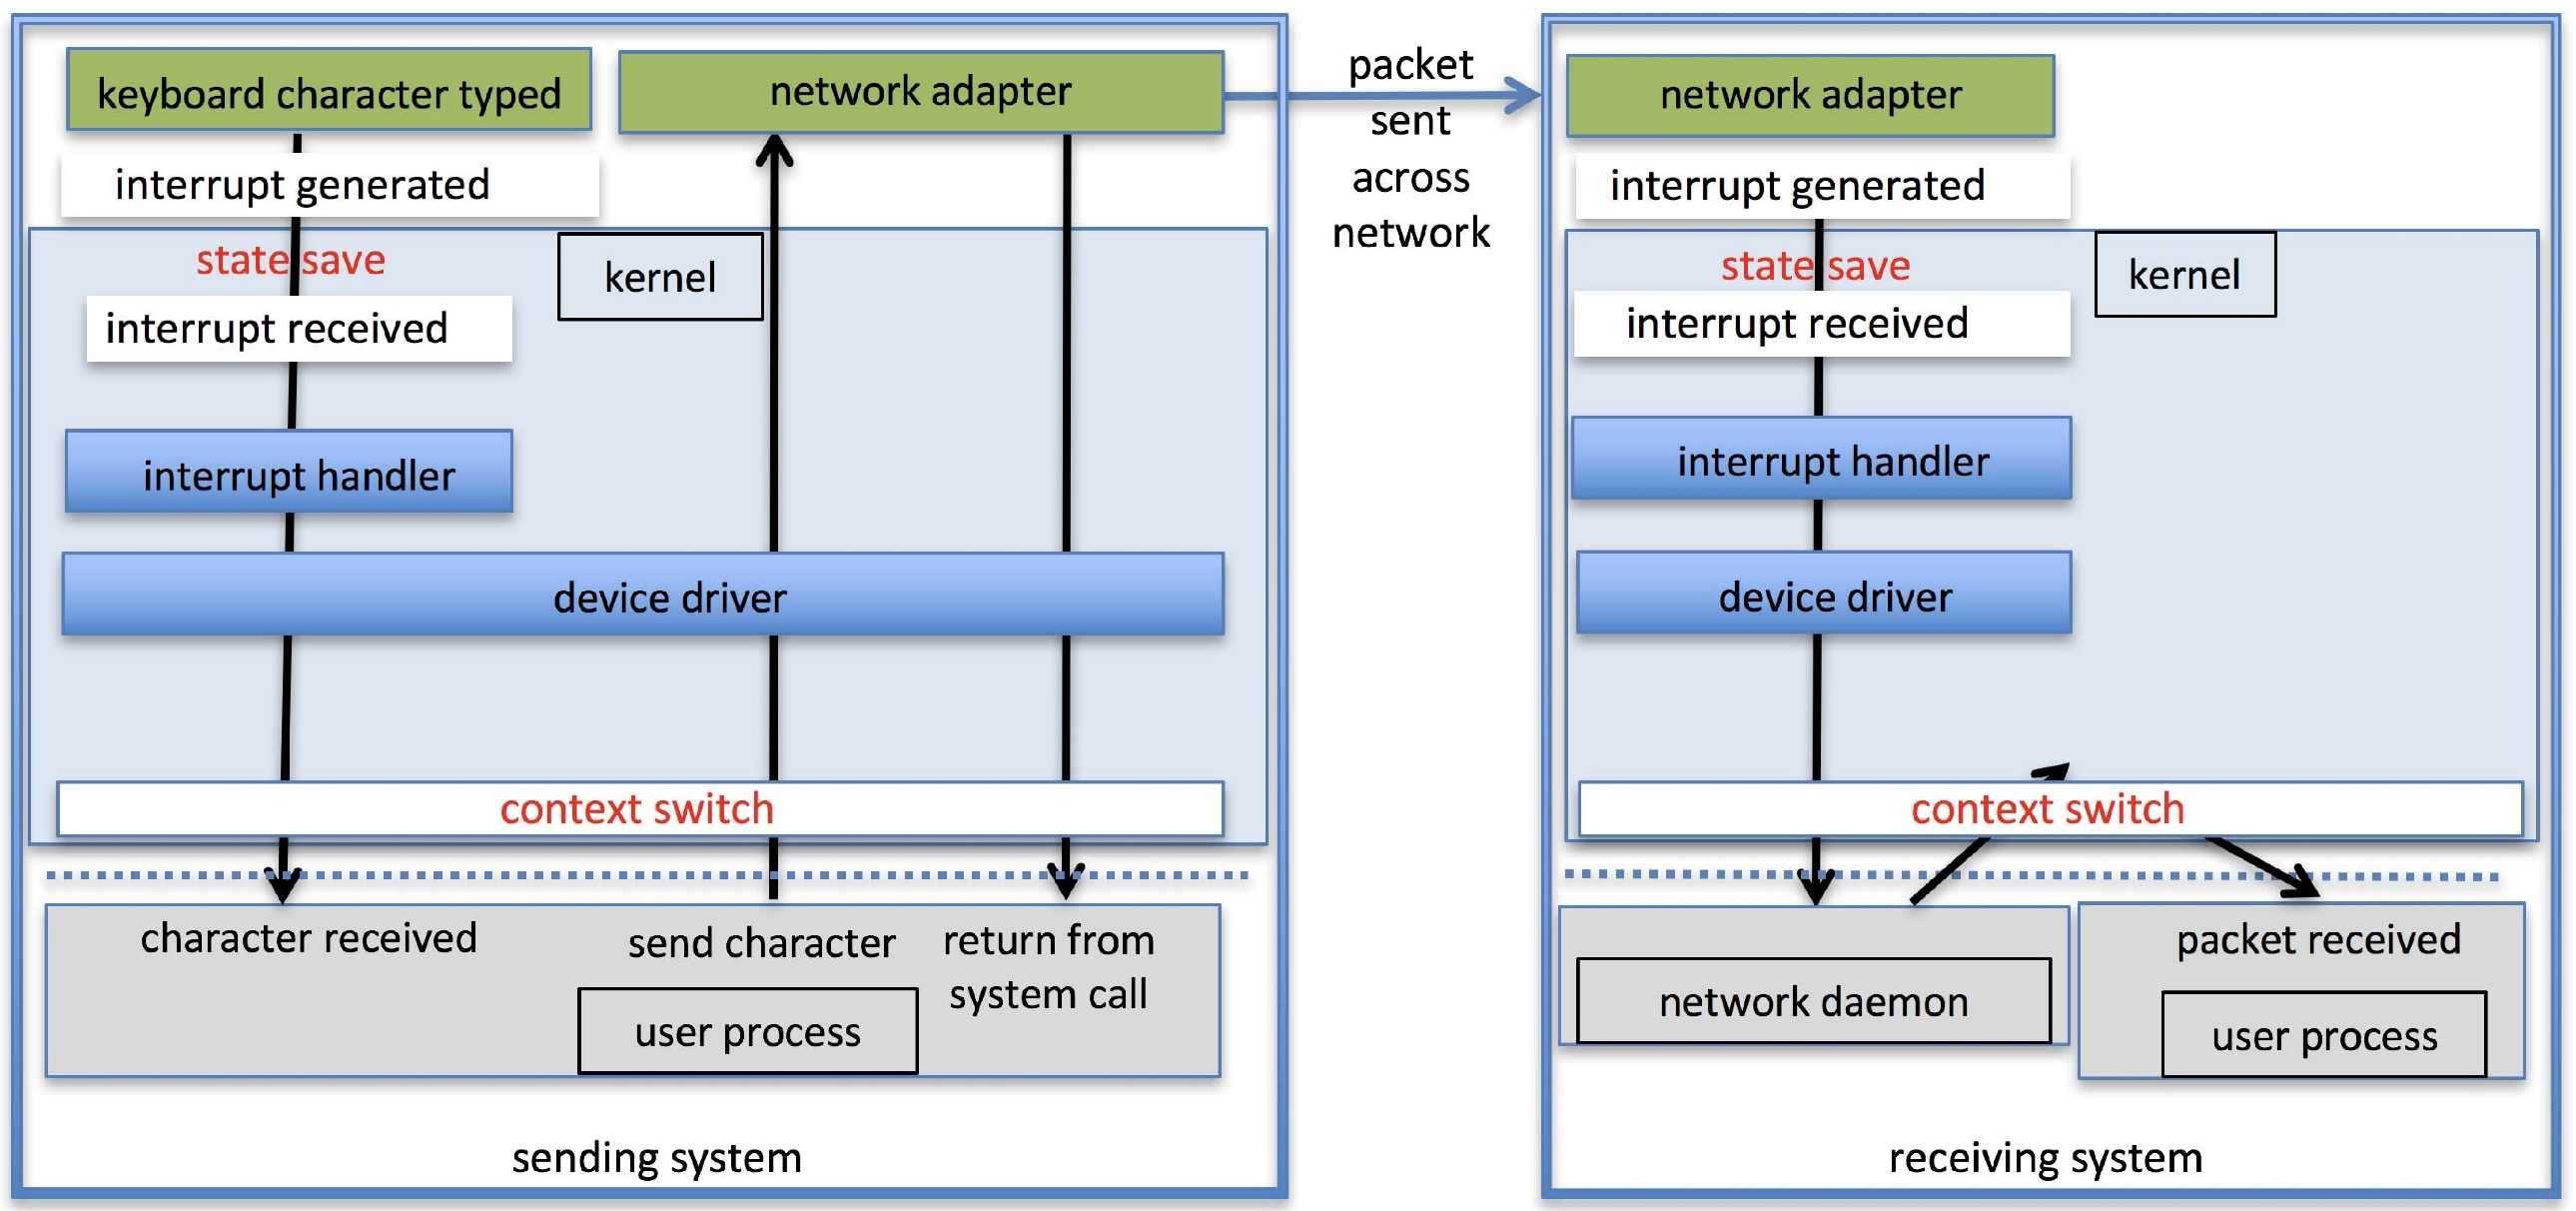 keyboard character typed
network adapter
interrupt generated
state save
kernel
interrupt received
interrupt handler
device driver
context switch
character received
send character
return from
system call
user process
sending system
packet
sent
across
network
network adapter
interrupt generated
state save
kernel
interrupt received
interrupt handler
device driver
context switch
network daemon
packet received
user process
receiving system